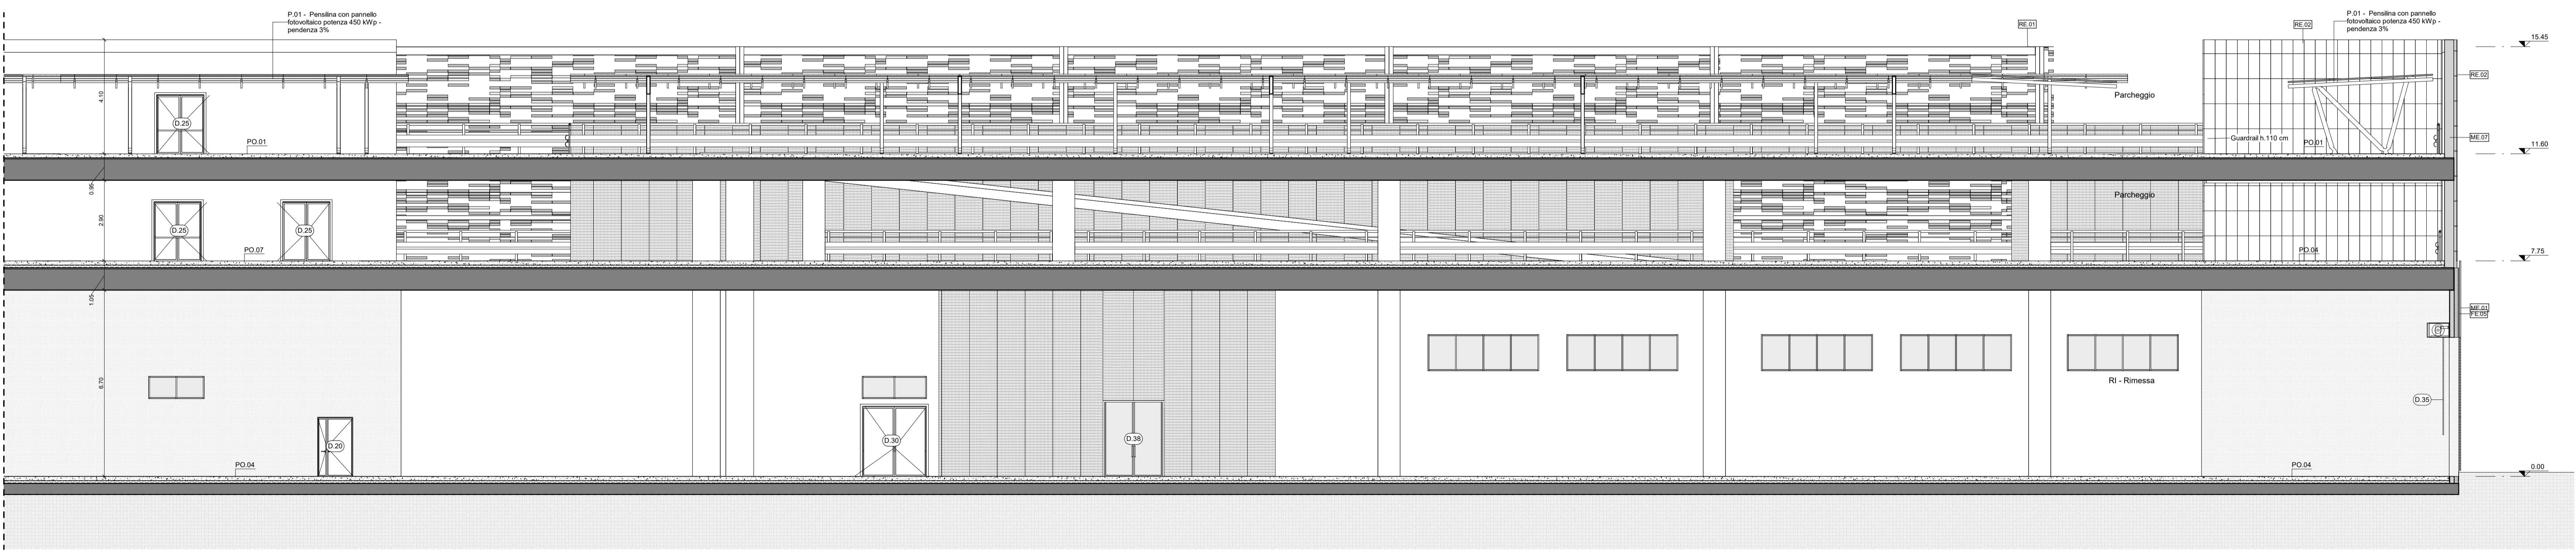 P.01 - Pensilina con pannello
fotovoltaico potenza 450 kWp -
pendenza 3%
RE.01
RE.02
P.01 - Pensilina con pannello
fotovoltaico potenza 450 kWp -
pendenza 3%
15.45
RE.02
4.10
Parcheggio
D.25
ME.07
Guardrail h.110 cm
PO.01
PO.01
11.60
0.95
Parcheggio
2.90
D.25
D.25
PO.07
PO.04
7.75
1.05
ME.01
FE.05
6.70
RI - Rimessa
D.35
D.20
D.30
D.38
PO.04
PO.04
0.00